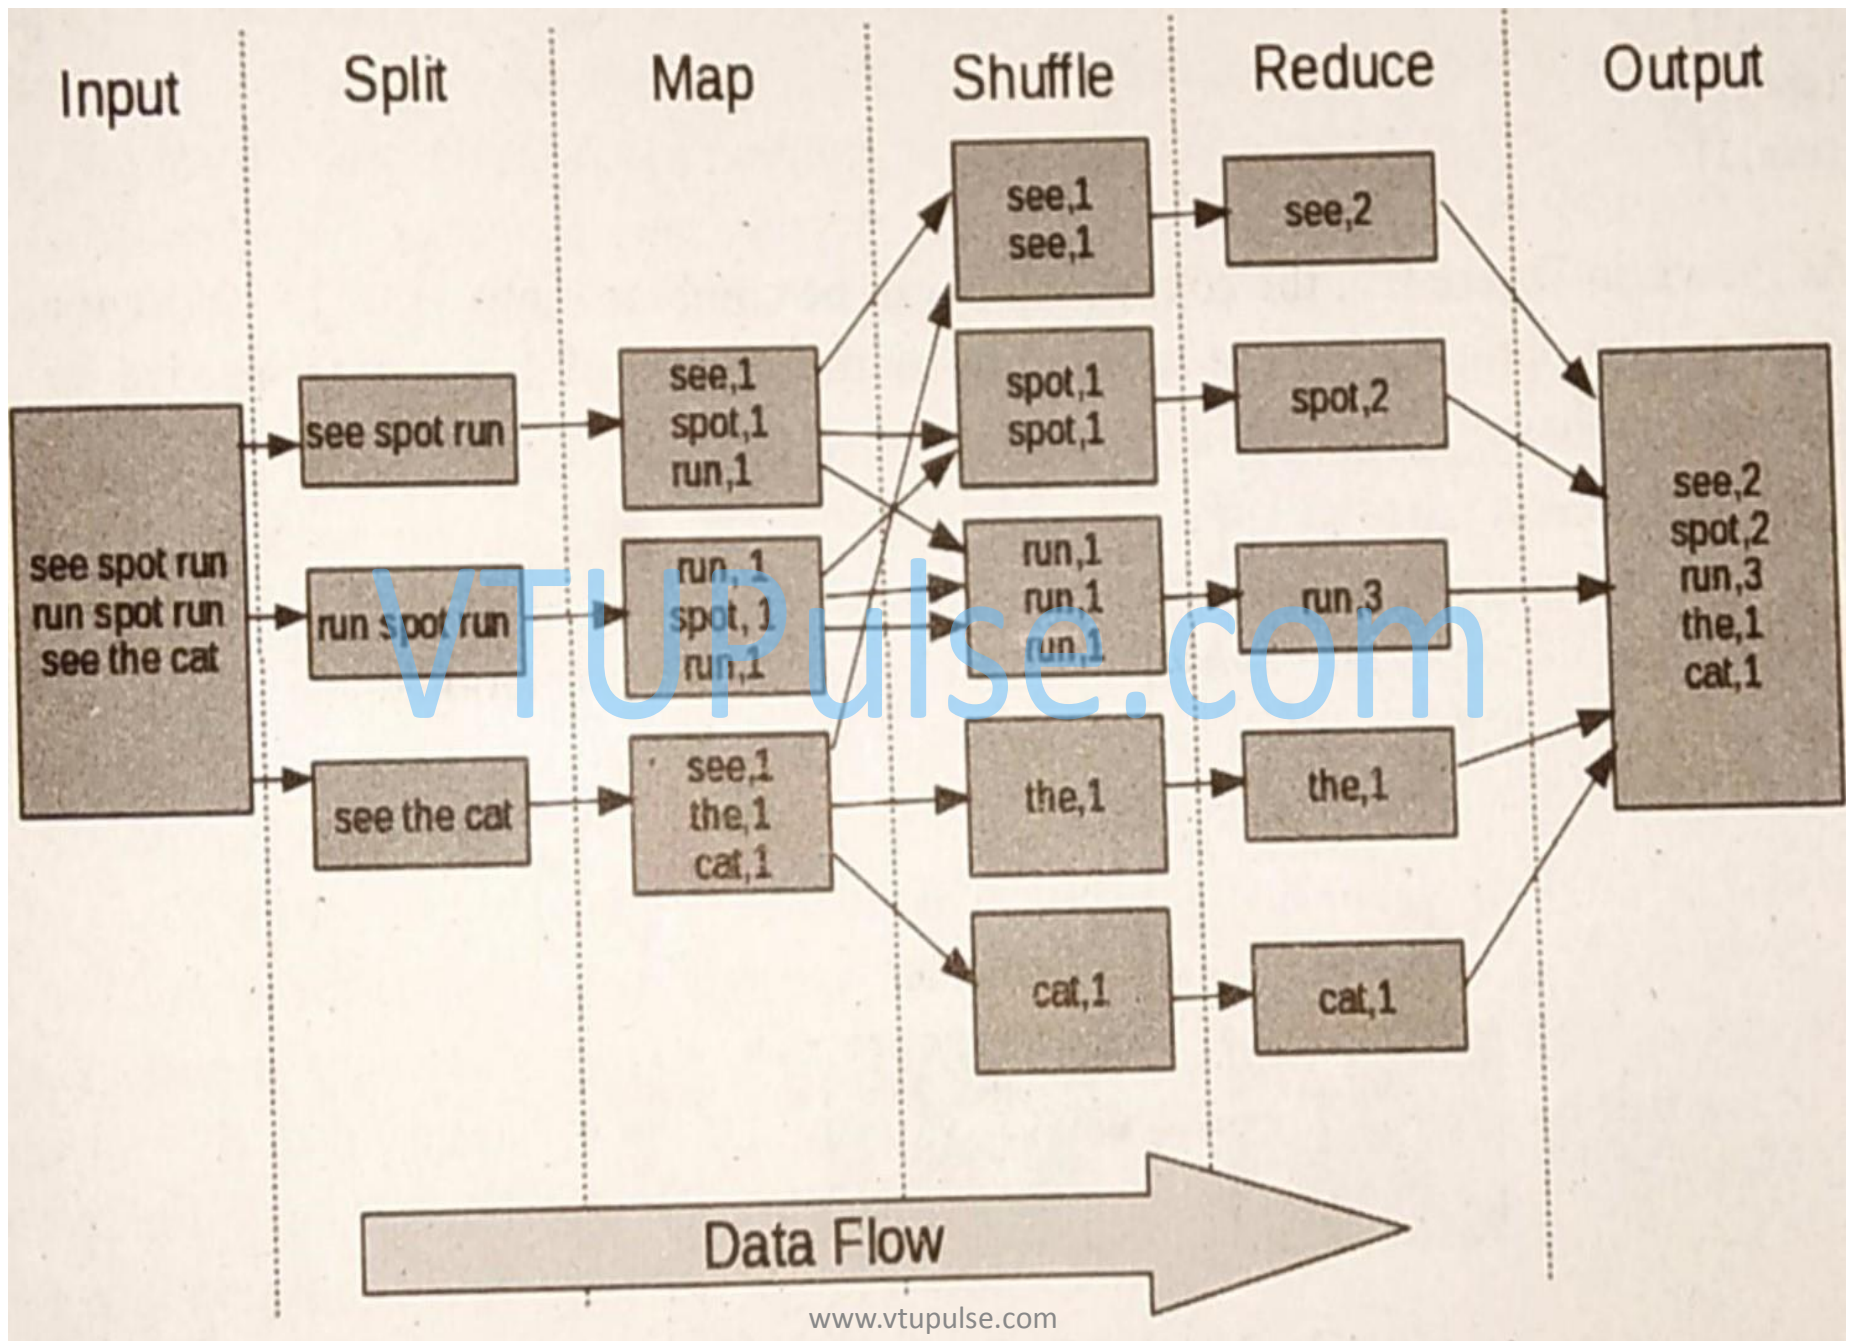 Input
Split
Map
Shuffle
Reduce
Output
see spot run
run spot run
see the cat
see spot run
run spot run
see the cat
see,1
spot,1
run,1
run, 1
spot, 1
run,1
see,1
the,1
cat,1
see,1
see,1
spot,1
spot,1
run,1
run,1
run,1
the,1
cat,1
see,2
spot,2
run,3
the,1
cat,1
see,2
spot,2
run,3
the,1
cat,1
VTUPulse.com
Data Flow
www.vtupulse.com